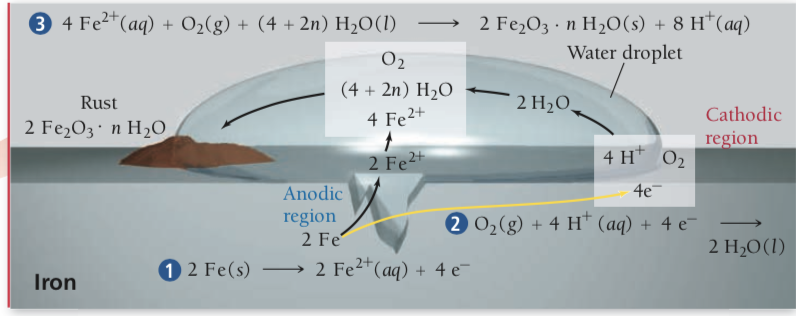 3 4 Fe²⁺(aq) + O₂(g) + (4 + 2n) H₂O(l) ⟶ 2 Fe₂O₃ · n H₂O(s) + 8 H⁺(aq)
Water droplet
O₂
(4 + 2n) H₂O
4 Fe²⁺
2 Fe²⁺
2 H₂O
Rust
2 Fe₂O₃ · n H₂O
Cathodic
region
4 H⁺ O₂
4e⁻
Anodic
region
2 Fe
2 O₂(g) + 4 H⁺ (aq) + 4 e⁻ ⟶
2 H₂O(l)
1 2 Fe(s) ⟶ 2 Fe²⁺(aq) + 4 e⁻
Iron